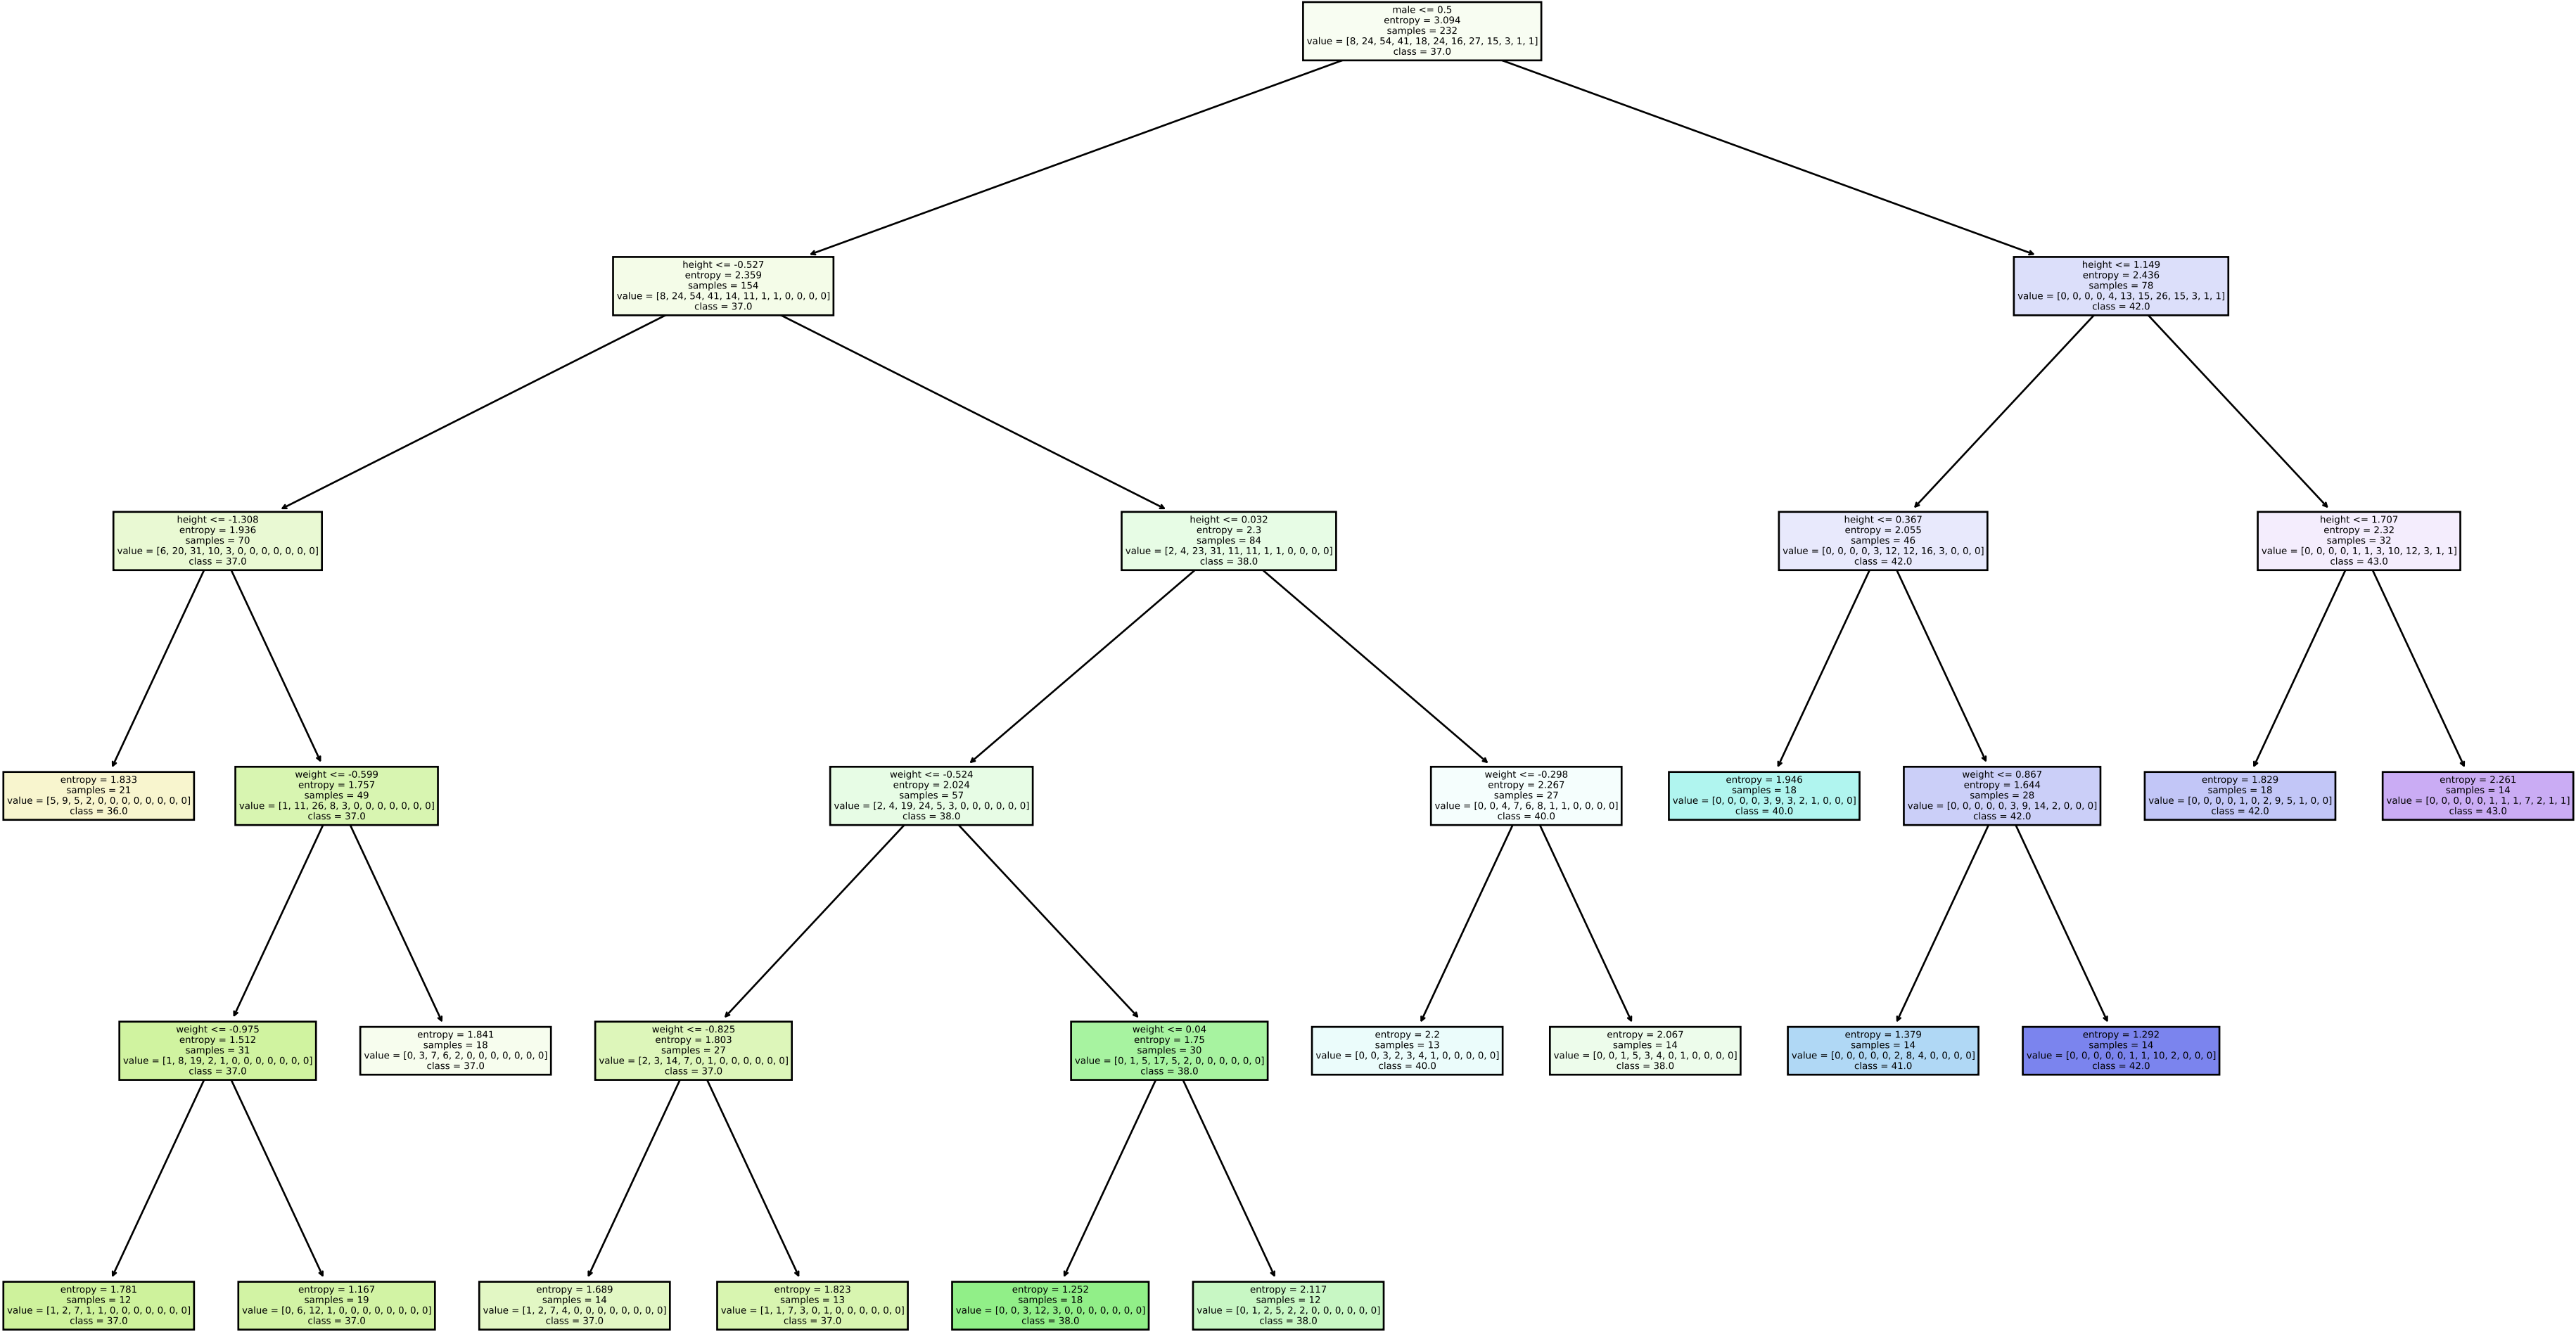 male <= 0.5
entropy = 3.094
samples = 232
value = [8, 24, 54, 41, 18, 24, 16, 27, 15, 3, 1, 1]
class = 37.0
height <= -0.527
entropy = 2.359
samples = 154
value = [8, 24, 54, 41, 14, 11, 1, 1, 0, 0, 0, 0]
class = 37.0
height <= 1.149
entropy = 2.436
samples = 78
value = [0, 0, 0, 0, 4, 13, 15, 26, 15, 3, 1, 1]
class = 42.0
height <= -1.308
entropy = 1.936
samples = 70
value = [6, 20, 31, 10, 3, 0, 0, 0, 0, 0, 0, 0]
class = 37.0
height <= 0.032
entropy = 2.3
samples = 84
value = [2, 4, 23, 31, 11, 11, 1, 1, 0, 0, 0, 0]
class = 38.0
height <= 0.367
entropy = 2.055
samples = 46
value = [0, 0, 0, 0, 3, 12, 12, 16, 3, 0, 0, 0]
class = 42.0
height <= 1.707
entropy = 2.32
samples = 32
value = [0, 0, 0, 0, 1, 1, 3, 10, 12, 3, 1, 1]
class = 43.0
entropy = 1.833
samples = 21
value = [5, 9, 5, 2, 0, 0, 0, 0, 0, 0, 0, 0]
class = 36.0
weight <= -0.599
entropy = 1.757
samples = 49
value = [1, 11, 26, 8, 3, 0, 0, 0, 0, 0, 0, 0]
class = 37.0
weight <= -0.524
entropy = 2.024
samples = 57
value = [2, 4, 19, 24, 5, 3, 0, 0, 0, 0, 0, 0]
class = 38.0
weight <= -0.298
entropy = 2.267
samples = 27
value = [0, 0, 4, 7, 6, 8, 1, 1, 0, 0, 0, 0]
class = 40.0
entropy = 1.946
samples = 18
value = [0, 0, 0, 0, 3, 9, 3, 2, 1, 0, 0, 0]
class = 40.0
weight <= 0.867
entropy = 1.644
samples = 28
value = [0, 0, 0, 0, 0, 3, 9, 14, 2, 0, 0, 0]
class = 42.0
entropy = 1.829
samples = 18
value = [0, 0, 0, 0, 1, 0, 2, 9, 5, 1, 0, 0]
class = 42.0
entropy = 2.261
samples = 14
value = [0, 0, 0, 0, 0, 1, 1, 1, 7, 2, 1, 1]
class = 43.0
weight <= -0.975
entropy = 1.512
samples = 31
value = [1, 8, 19, 2, 1, 0, 0, 0, 0, 0, 0, 0]
class = 37.0
entropy = 1.841
samples = 18
value = [0, 3, 7, 6, 2, 0, 0, 0, 0, 0, 0, 0]
class = 37.0
weight <= -0.825
entropy = 1.803
samples = 27
value = [2, 3, 14, 7, 0, 1, 0, 0, 0, 0, 0, 0]
class = 37.0
weight <= 0.04
entropy = 1.75
samples = 30
value = [0, 1, 5, 17, 5, 2, 0, 0, 0, 0, 0, 0]
class = 38.0
entropy = 2.2
samples = 13
value = [0, 0, 3, 2, 3, 4, 1, 0, 0, 0, 0, 0]
class = 40.0
entropy = 2.067
samples = 14
value = [0, 0, 1, 5, 3, 4, 0, 1, 0, 0, 0, 0]
class = 38.0
entropy = 1.379
samples = 14
value = [0, 0, 0, 0, 0, 2, 8, 4, 0, 0, 0, 0]
class = 41.0
entropy = 1.292
samples = 14
value = [0, 0, 0, 0, 0, 1, 1, 10, 2, 0, 0, 0]
class = 42.0
entropy = 1.781
samples = 12
value = [1, 2, 7, 1, 1, 0, 0, 0, 0, 0, 0, 0]
class = 37.0
entropy = 1.167
samples = 19
value = [0, 6, 12, 1, 0, 0, 0, 0, 0, 0, 0, 0]
class = 37.0
entropy = 1.689
samples = 14
value = [1, 2, 7, 4, 0, 0, 0, 0, 0, 0, 0, 0]
class = 37.0
entropy = 1.823
samples = 13
value = [1, 1, 7, 3, 0, 1, 0, 0, 0, 0, 0, 0]
class = 37.0
entropy = 1.252
samples = 18
value = [0, 0, 3, 12, 3, 0, 0, 0, 0, 0, 0, 0]
class = 38.0
entropy = 2.117
samples = 12
value = [0, 1, 2, 5, 2, 2, 0, 0, 0, 0, 0, 0]
class = 38.0